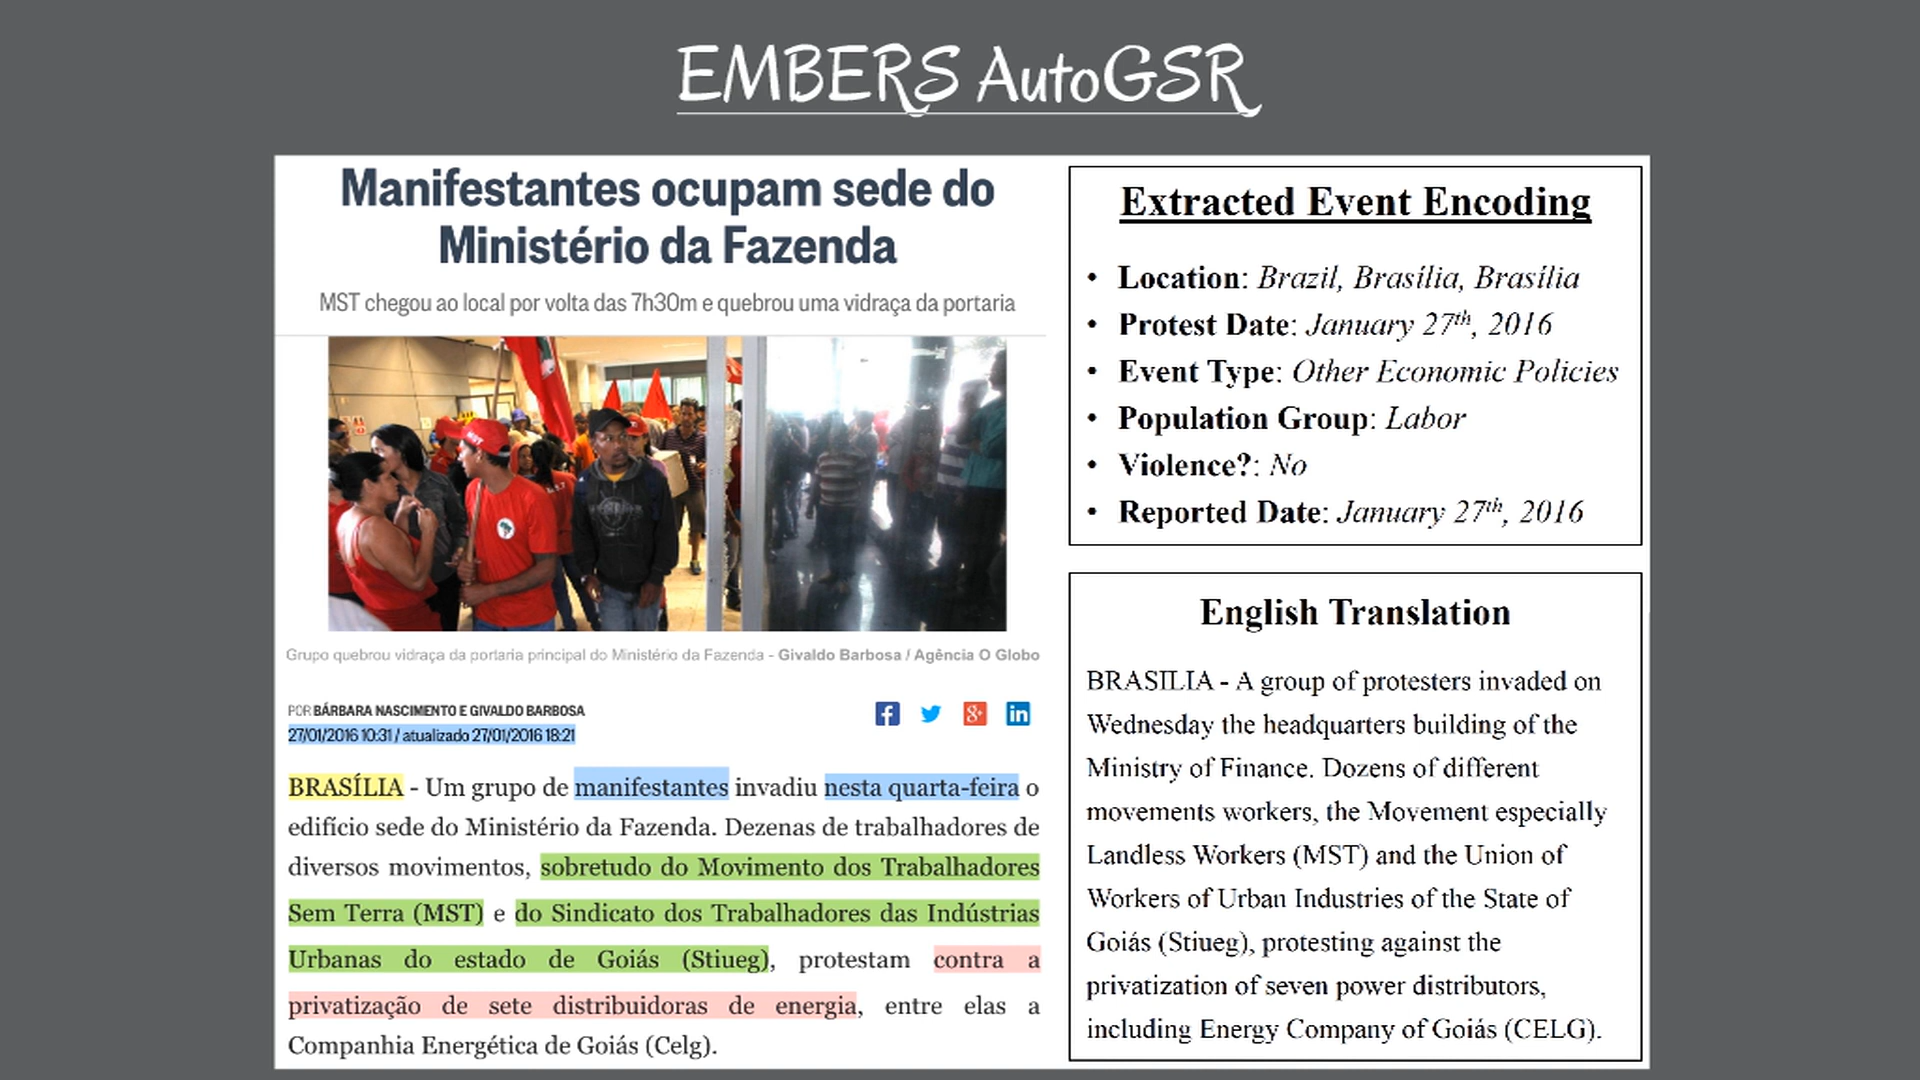 EMBERS AutoGSR
Manifestantes ocupam sede do
Ministério da Fazenda
MST chegou ao local por volta das 7h30m e quebrou uma vidraça da portaria
MST
Grupo quebrou vidraça da portaria principal do Ministério da Fazenda - Givaldo Barbosa / Agência O Globo
POR BÁRBARA NASCIMENTO E GIVALDO BARBOSA
27/01/2016 10:31 / atualizado 27/01/2016 18:21
f g+ in
BRASÍLIA - Um grupo de manifestantes invadiu nesta quarta-feira o
edifício sede do Ministério da Fazenda. Dezenas de trabalhadores de
diversos movimentos, sobretudo do Movimento dos Trabalhadores
Sem Terra (MST) e do Sindicato dos Trabalhadores das Indústrias
Urbanas do estado de Goiás (Stiueg), protestam contra a
privatização de sete distribuidoras de energia, entre elas a
Companhia Energética de Goiás (Celg).
Extracted Event Encoding
• Location: Brazil, Brasília, Brasília
• Protest Date: January 27th, 2016
• Event Type: Other Economic Policies
• Population Group: Labor
• Violence?: No
• Reported Date: January 27th, 2016
English Translation
BRASILIA - A group of protesters invaded on
Wednesday the headquarters building of the
Ministry of Finance. Dozens of different
movements workers, the Movement especially
Landless Workers (MST) and the Union of
Workers of Urban Industries of the State of
Goiás (Stiueg), protesting against the
privatization of seven power distributors,
including Energy Company of Goiás (CELG).